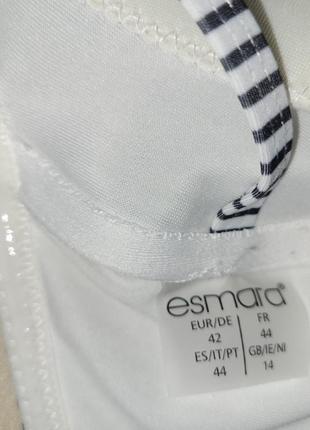 esmara®
EUR/DE FR
42 44
ES/IT/PT GB/IE/NI
44 14